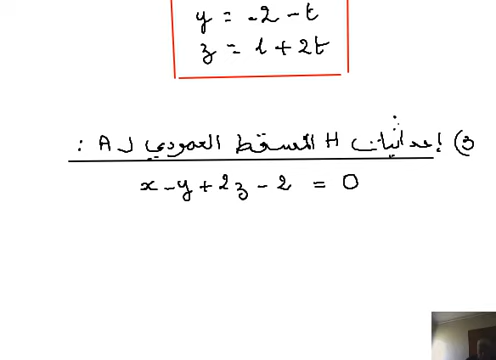 y = -2 - t
z = 1 + 2t
3) إحداثيات H المسقط العمودي لـ A :
x - y + 2z - 2 = 0